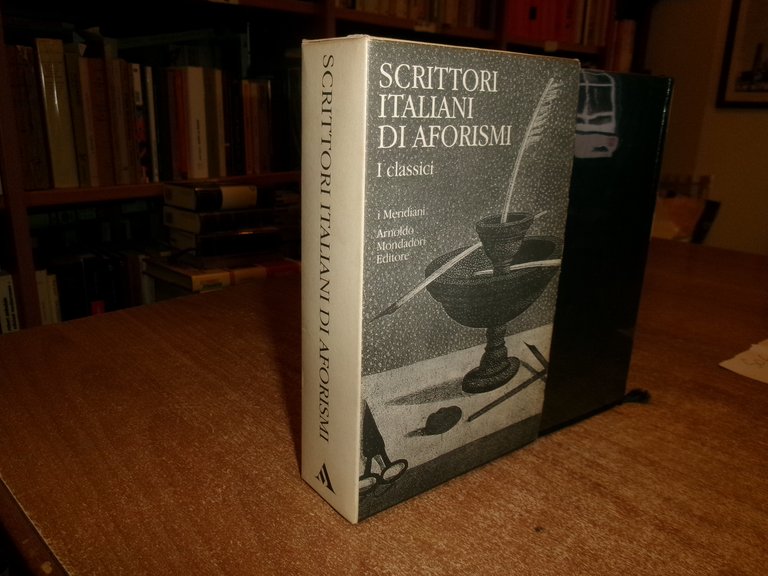 SCRITTORI ITALIANI DI AFORISMI
SCRITTORI
ITALIANI
DI AFORISMI
I classici
i Meridiani
Arnoldo
Mondadori
Editore